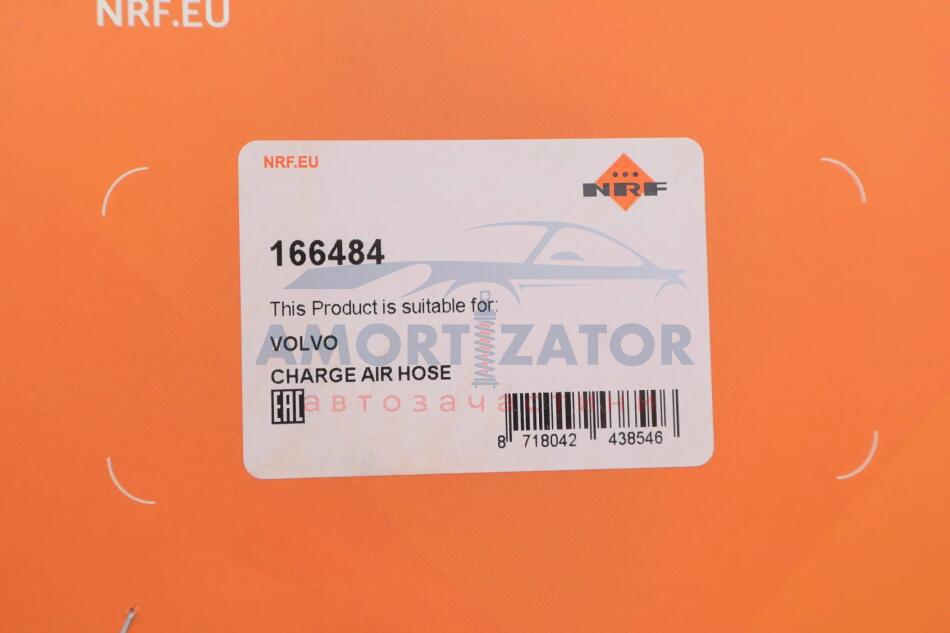 NRF.EU
NRF.EU
NRF
166484
This Product is suitable for:
VOLVO
AMORTIZATOR
CHARGE AIR HOSE
EAC
автозачастини
8 718042 438546